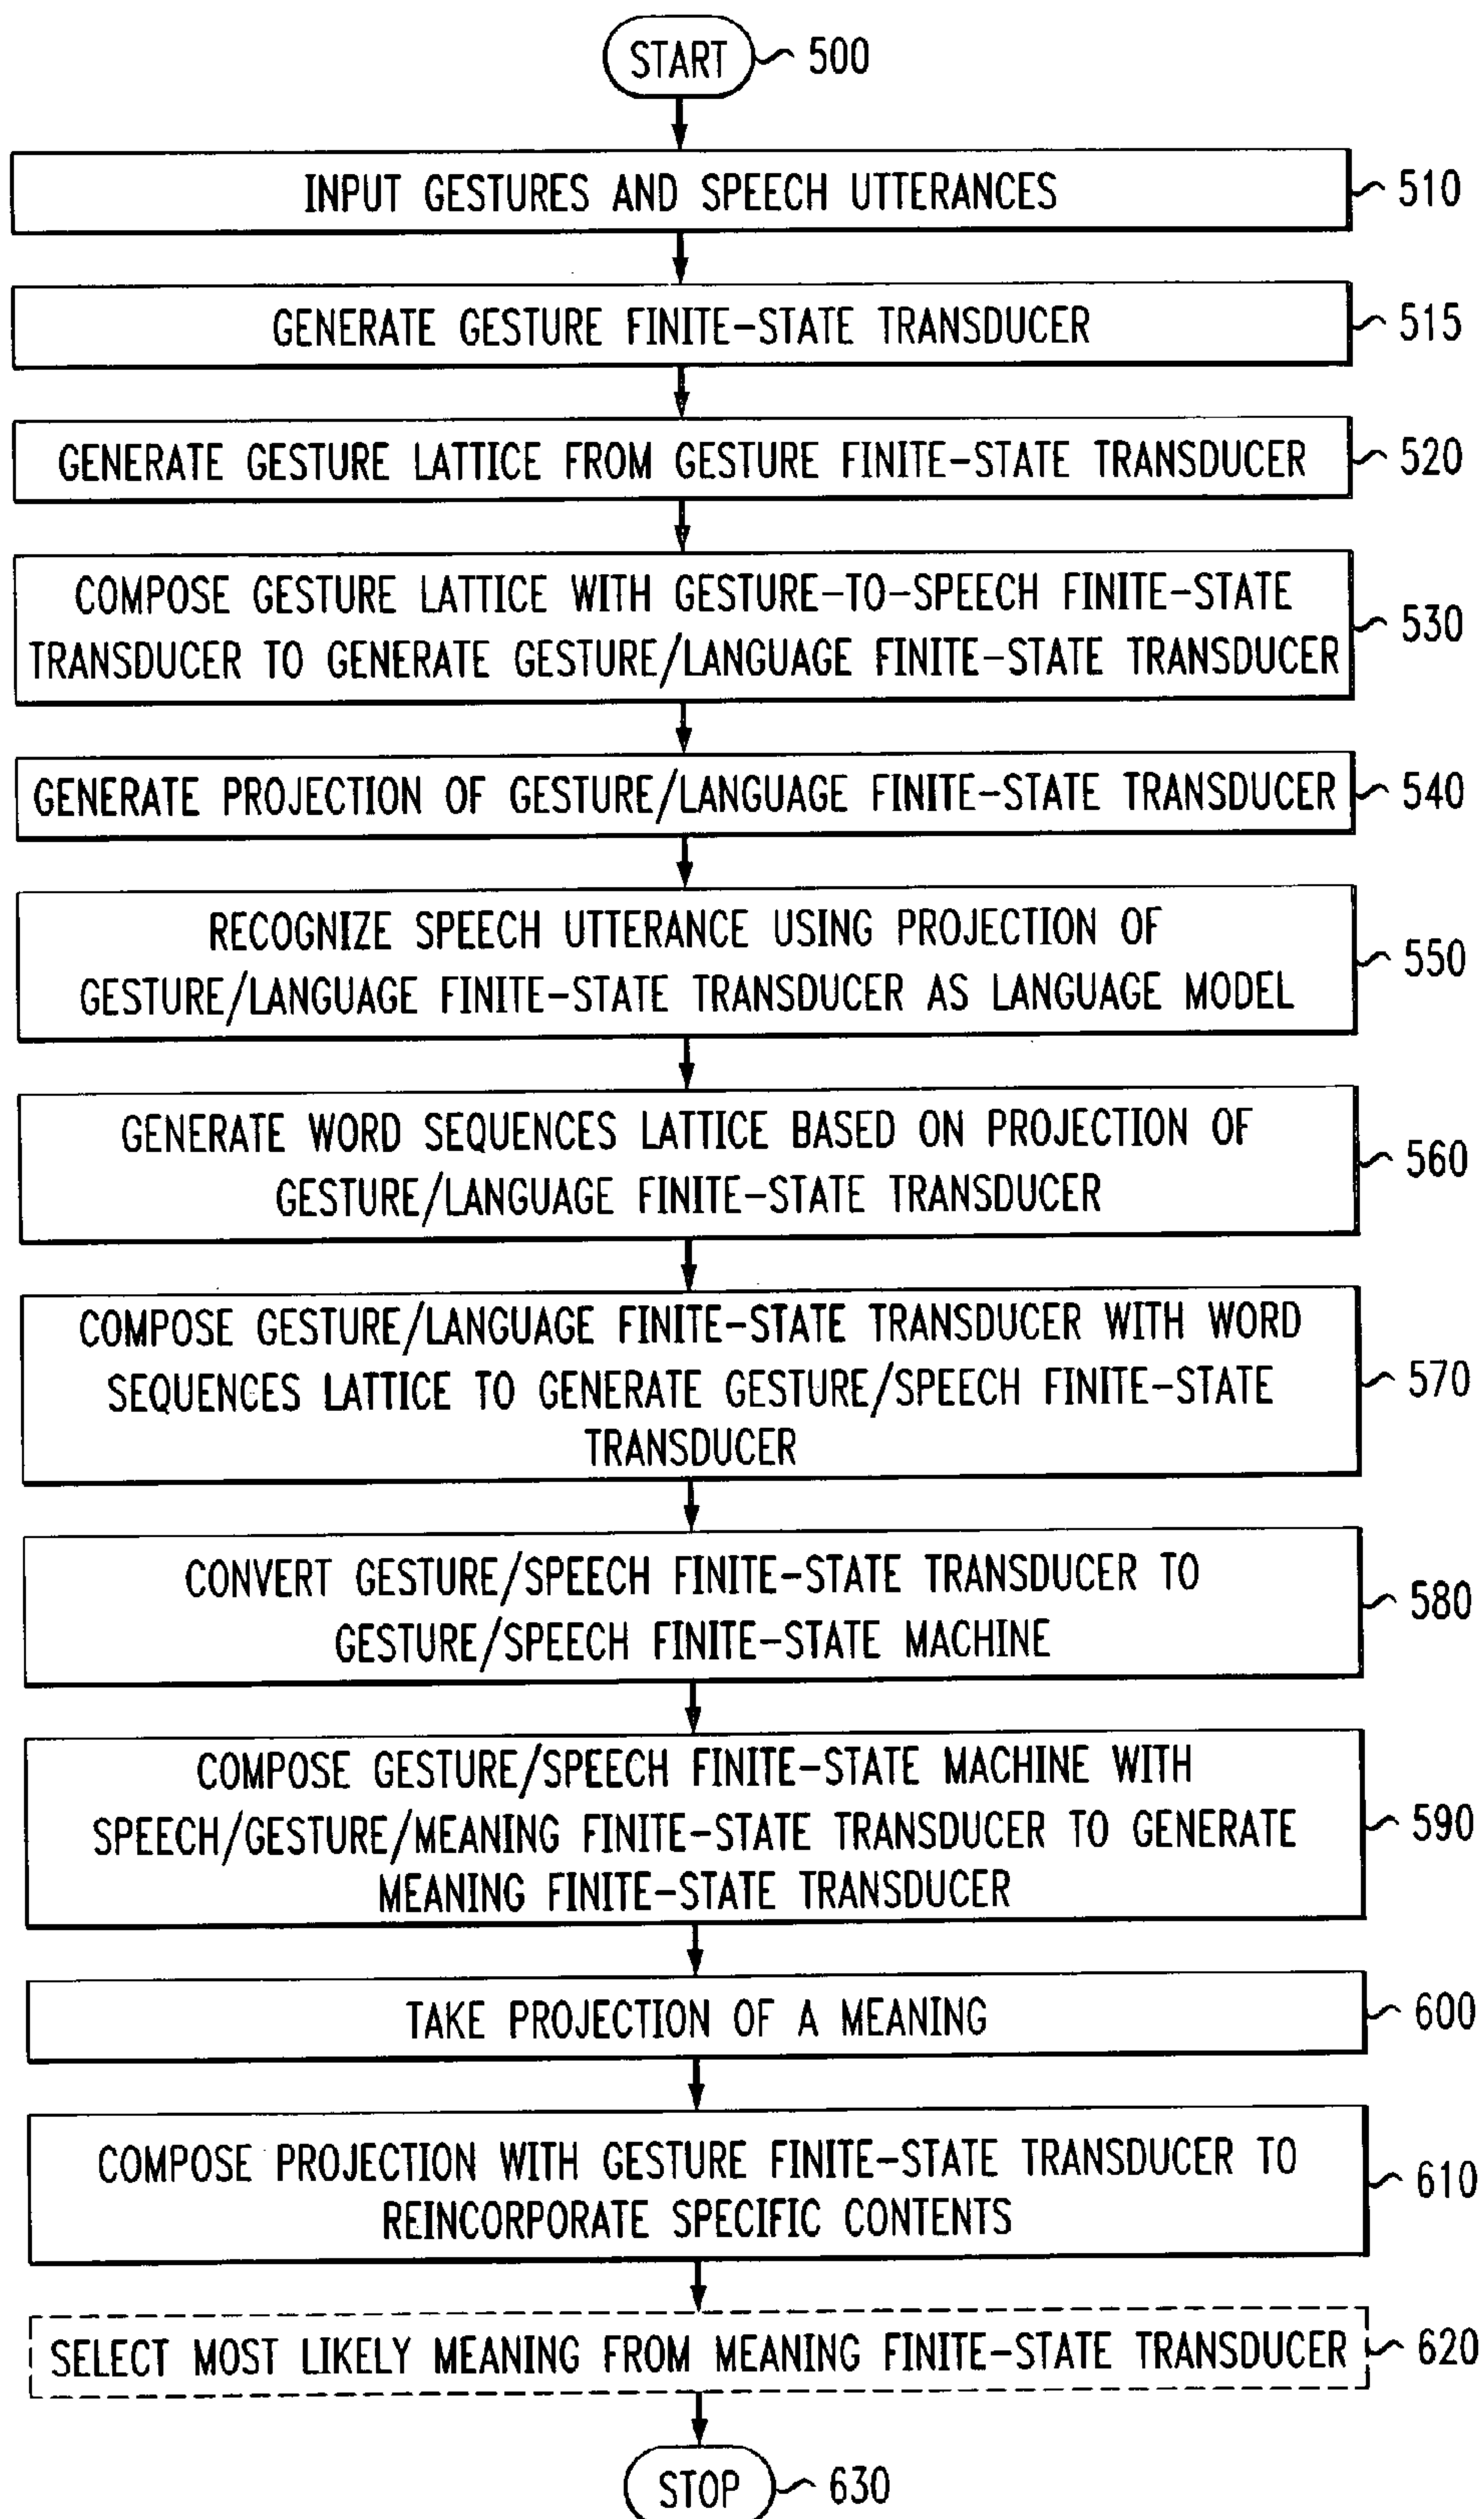 START 500
INPUT GESTURES AND SPEECH UTTERANCES 510
GENERATE GESTURE FINITE-STATE TRANSDUCER 515
GENERATE GESTURE LATTICE FROM GESTURE FINITE-STATE TRANSDUCER 520
COMPOSE GESTURE LATTICE WITH GESTURE-TO-SPEECH FINITE-STATE
TRANSDUCER TO GENERATE GESTURE/LANGUAGE FINITE-STATE TRANSDUCER
530
GENERATE PROJECTION OF GESTURE/LANGUAGE FINITE-STATE TRANSDUCER 540
RECOGNIZE SPEECH UTTERANCE USING PROJECTION OF
GESTURE/LANGUAGE FINITE-STATE TRANSDUCER AS LANGUAGE MODEL
550
GENERATE WORD SEQUENCES LATTICE BASED ON PROJECTION OF
GESTURE/LANGUAGE FINITE-STATE TRANSDUCER
560
COMPOSE GESTURE/LANGUAGE FINITE-STATE TRANSDUCER WITH WORD
SEQUENCES LATTICE TO GENERATE GESTURE/SPEECH FINITE-STATE
TRANSDUCER
570
CONVERT GESTURE/SPEECH FINITE-STATE TRANSDUCER TO
GESTURE/SPEECH FINITE-STATE MACHINE
580
COMPOSE GESTURE/SPEECH FINITE-STATE MACHINE WITH
SPEECH/GESTURE/MEANING FINITE-STATE TRANSDUCER TO GENERATE
MEANING FINITE-STATE TRANSDUCER
590
TAKE PROJECTION OF A MEANING 600
COMPOSE PROJECTION WITH GESTURE FINITE-STATE TRANSDUCER TO
REINCORPORATE SPECIFIC CONTENTS
610
SELECT MOST LIKELY MEANING FROM MEANING FINITE-STATE TRANSDUCER 620
STOP 630